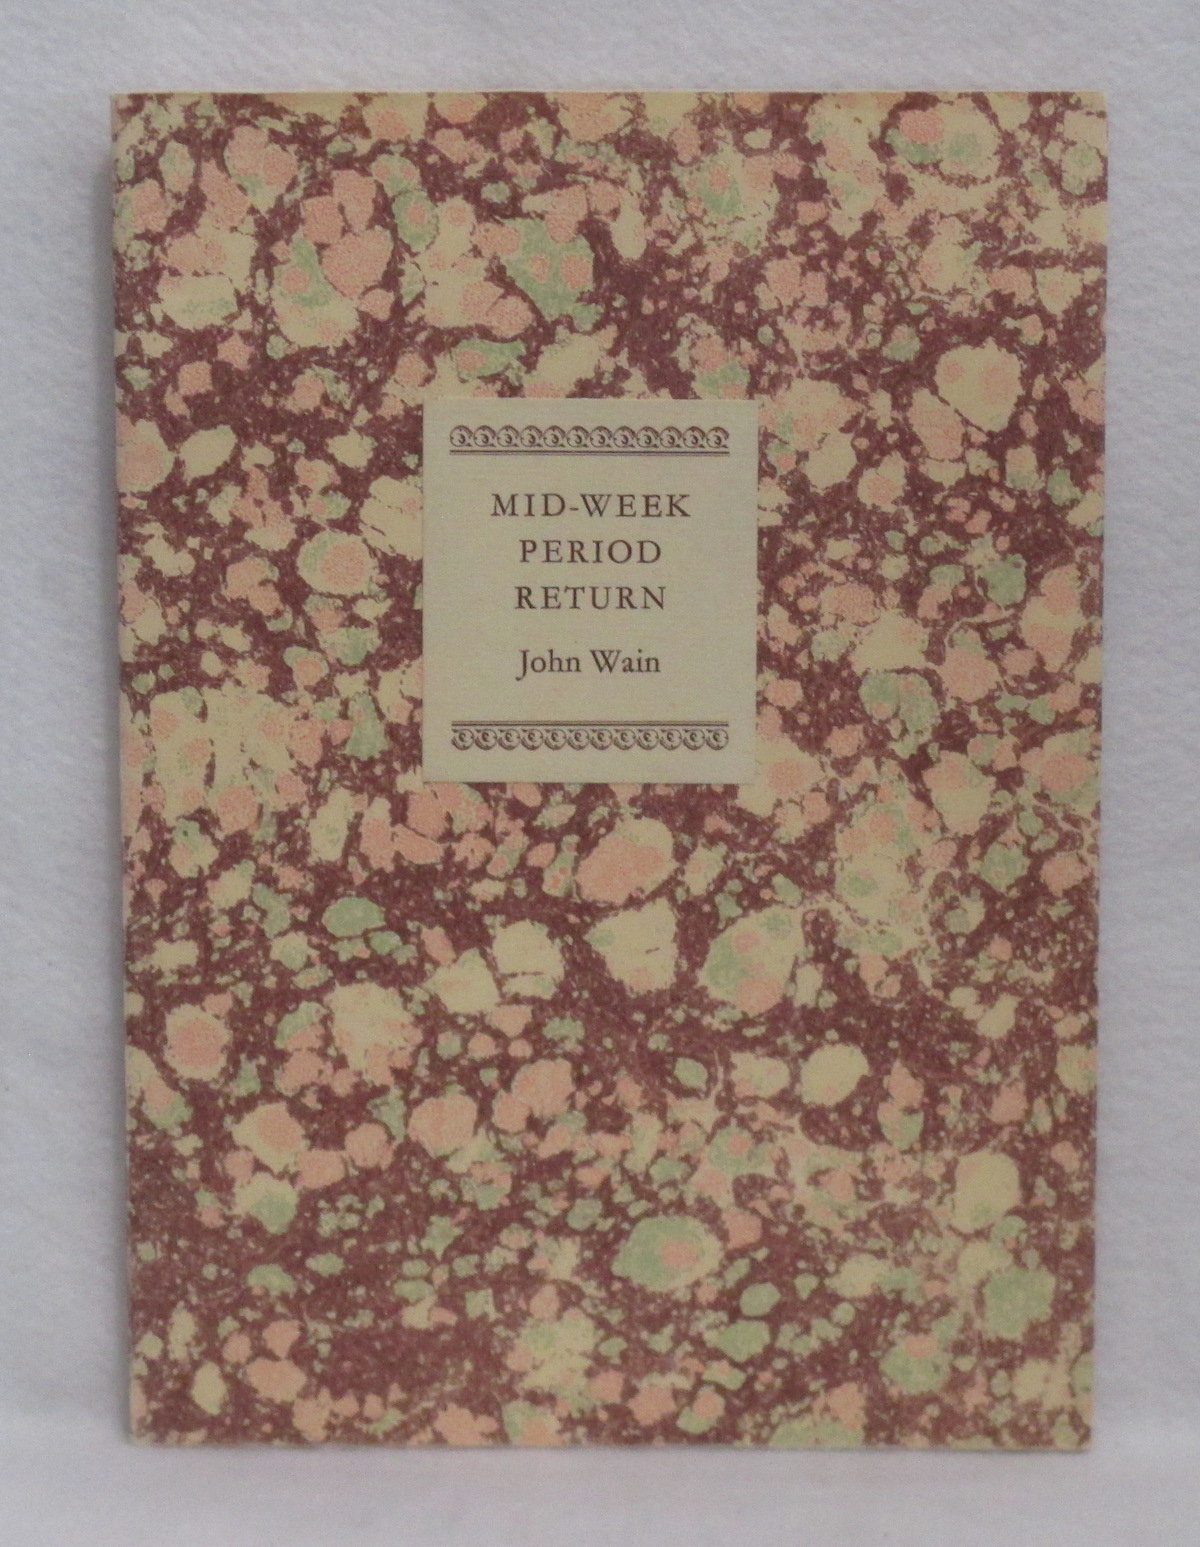 MID-WEEK
PERIOD
RETURN
John Wain